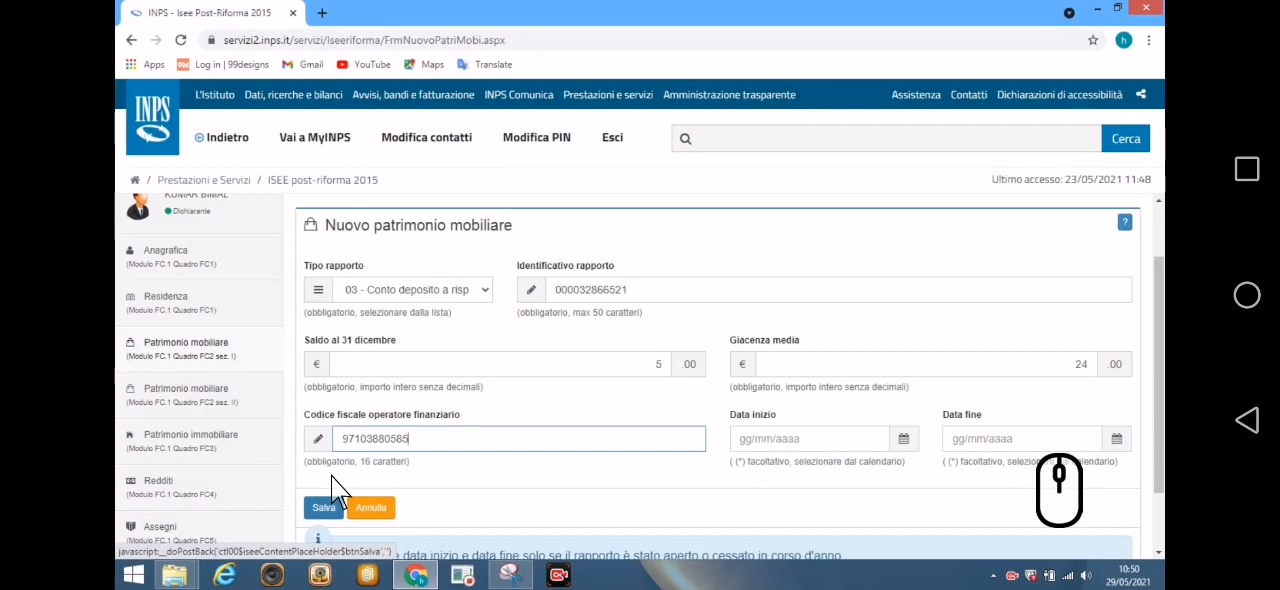 INPS - Isee Post-Riforma 2015
servizi2.inps.it/servizi/Iseeriforma/FrmNuovoPatriMobi.aspx
Apps Log in | 99designs Gmail YouTube Maps Translate
INPS
L'Istituto Dati, ricerche e bilanci Avvisi, bandi e fatturazione INPS Comunica Prestazioni e servizi Amministrazione trasparente Assistenza Contatti Dichiarazioni di accessibilità
Indietro Vai a MyINPS Modifica contatti Modifica PIN Esci Cerca
/ Prestazioni e Servizi / ISEE post-riforma 2015 Ultimo accesso: 23/05/2021 11:48
KUMAR BIMAL
Dichiarante
Anagrafica
(Modulo FC.1 Quadro FC1)
Residenza
(Modulo FC.1 Quadro FC1)
Patrimonio mobiliare
(Modulo FC.1 Quadro FC2 sez. I)
Patrimonio mobiliare
(Modulo FC.1 Quadro FC2 sez. II)
Patrimonio immobiliare
(Modulo FC.1 Quadro FC3)
Redditi
(Modulo FC.1 Quadro FC4)
Assegni
(Modulo FC.1 Quadro FC5)
Nuovo patrimonio mobiliare ?
Tipo rapporto Identificativo rapporto
03 - Conto deposito a risp 000032866521
(obbligatorio, selezionare dalla lista) (obbligatorio, max 50 caratteri)
Saldo al 31 dicembre Giacenza media
€ 5 .00 € 24 .00
(obbligatorio, importo intero senza decimali) (obbligatorio, importo intero senza decimali)
Codice fiscale operatore finanziario Data inizio Data fine
97103880585 gg/mm/aaaa gg/mm/aaaa
(obbligatorio, 16 caratteri) ( (*) facoltativo, selezionare dal calendario) ( (*) facoltativo, calendario)
Salva Annulla
e data inizio e data fine solo se il rapporto è stato aperto o cessato in corso d'anno
javascript:__doPostBack('ctl00$iseeContentPlaceHolder$btnSalva','')
10:50
29/05/2021